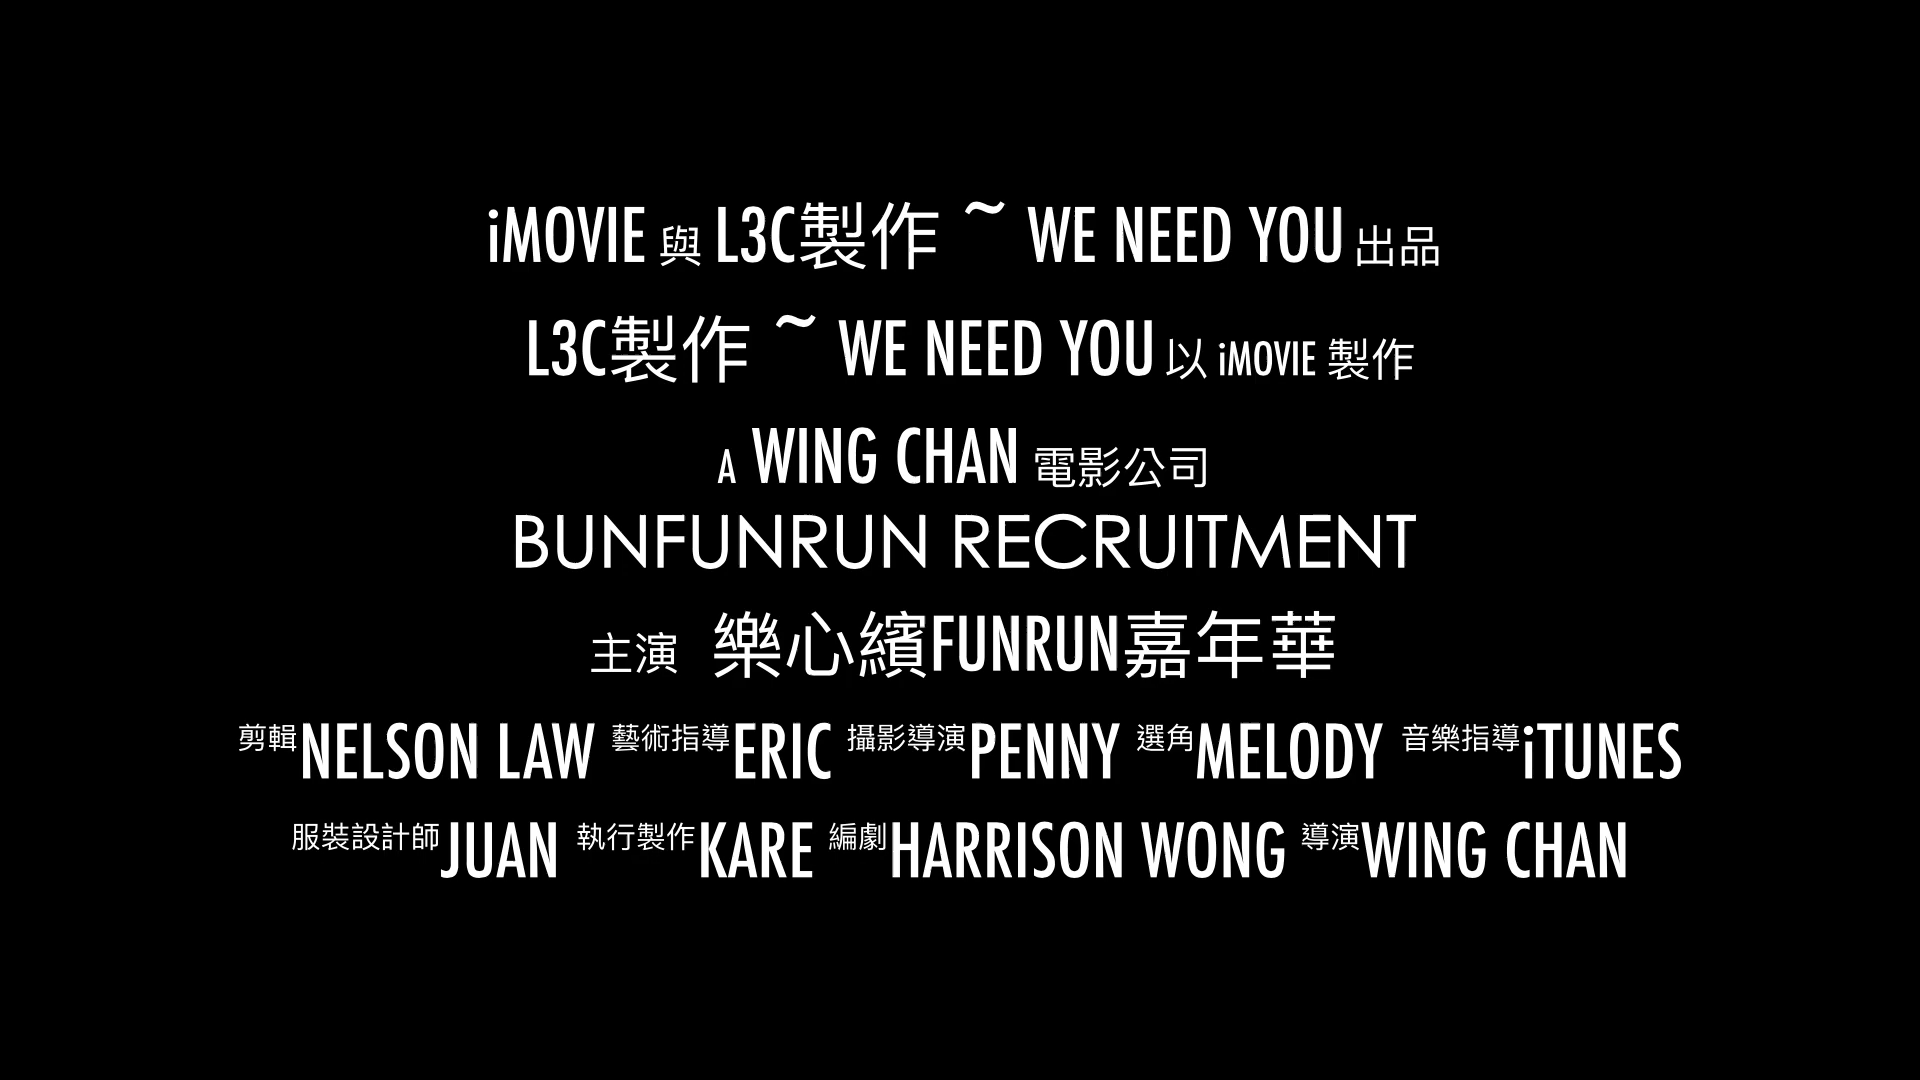 iMOVIE 與 L3C製作 ~ WE NEED YOU 出品
L3C製作 ~ WE NEED YOU 以 iMOVIE 製作
A WING CHAN 電影公司
BUNFUNRUN RECRUITMENT
主演 樂心繽FUNRUN嘉年華
剪輯NELSON LAW 藝術指導ERIC 攝影導演PENNY 選角MELODY 音樂指導iTUNES
服裝設計師JUAN 執行製作KARE 編劇HARRISON WONG 導演WING CHAN